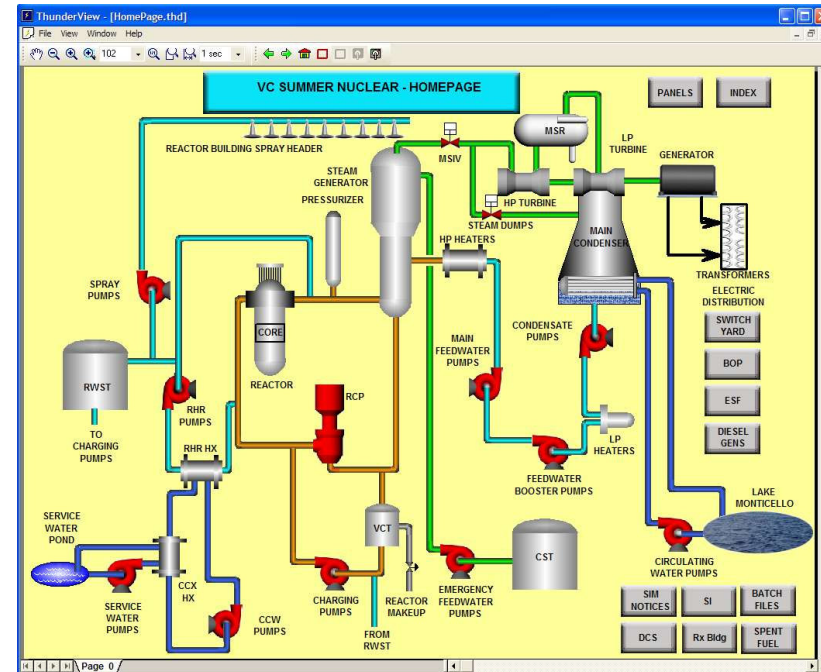 ThunderView - [HomePage.thd]
File View Window Help
102
1 sec
VC SUMMER NUCLEAR - HOMEPAGE
PANELS
INDEX
REACTOR BUILDING SPRAY HEADER
MSIV
MSR
LP
TURBINE
GENERATOR
STEAM
GENERATOR
PRESSURIZER
HP TURBINE
STEAM DUMPS
MAIN
CONDENSER
HP HEATERS
TRANSFORMERS
ELECTRIC
DISTRIBUTION
SPRAY
PUMPS
CORE
REACTOR
MAIN
FEEDWATER
PUMPS
CONDENSATE
PUMPS
SWITCH
YARD
BOP
ESF
DIESEL
GENS
RWST
TO
CHARGING
PUMPS
RHR
PUMPS
RHR HX
RCP
LP
HEATERS
FEEDWATER
BOOSTER PUMPS
LAKE
MONTICELLO
SERVICE
WATER
POND
CCX
HX
SERVICE
WATER
PUMPS
CCW
PUMPS
VCT
CHARGING
PUMPS
REACTOR
MAKEUP
FROM
RWST
EMERGENCY
FEEDWATER
PUMPS
CST
CIRCULATING
WATER PUMPS
SIM
NOTICES
SI
BATCH
FILES
DCS
Rx Bldg
SPENT
FUEL
Page 0